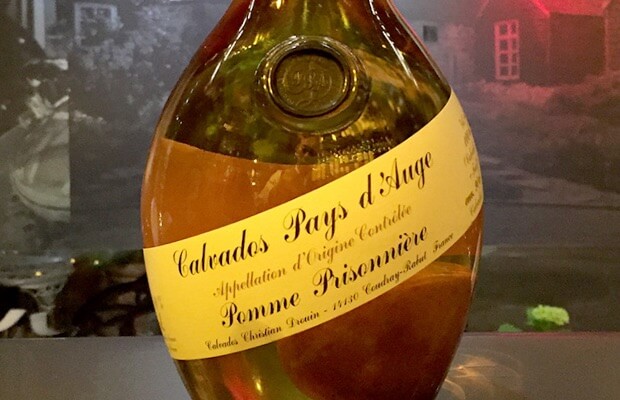 Calvados Pays d'Auge
Appellation d'Origine Contrôlée
Pomme Prisonnière
Calvados Christian Drouin - 14130 Coudray-Rabut France